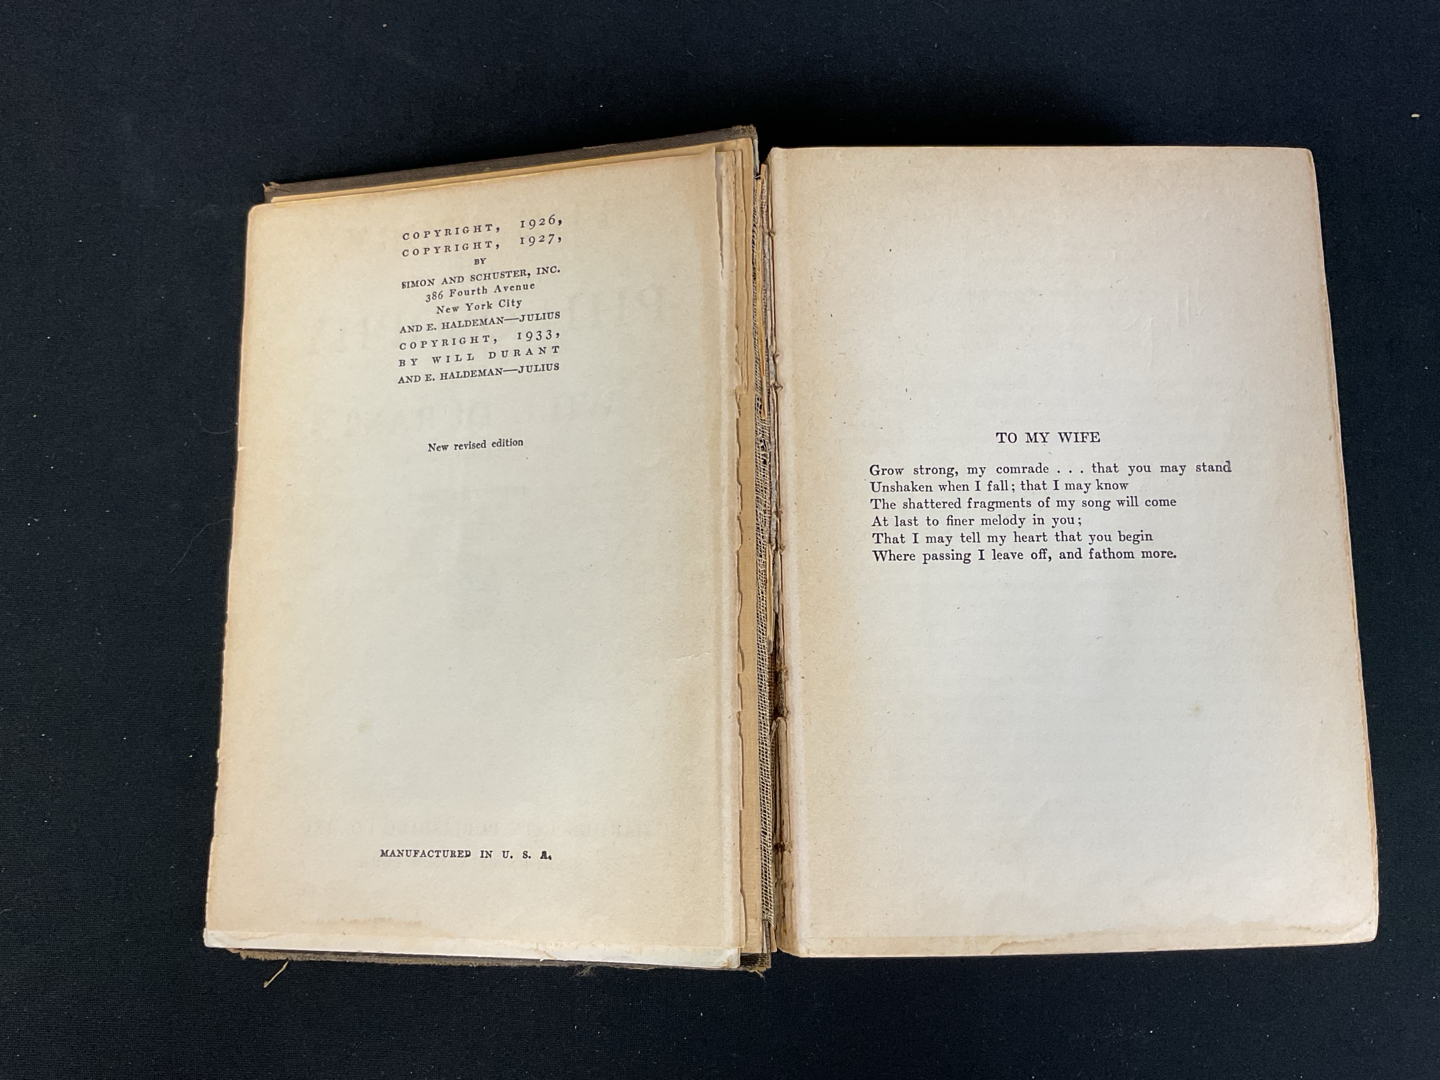 COPYRIGHT, 1926,
COPYRIGHT, 1927,
BY
SIMON AND SCHUSTER, INC.
386 Fourth Avenue
New York City
AND E. HALDEMAN—JULIUS
COPYRIGHT, 1933,
BY WILL DURANT
AND E. HALDEMAN—JULIUS
New revised edition
MANUFACTURED IN U. S. A.
TO MY WIFE
Grow strong, my comrade . . . that you may stand
Unshaken when I fall; that I may know
The shattered fragments of my song will come
At last to finer melody in you;
That I may tell my heart that you begin
Where passing I leave off, and fathom more.